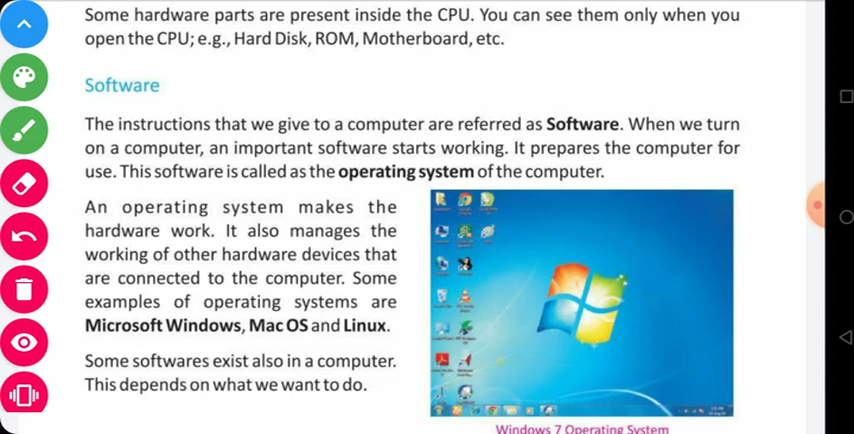 Some hardware parts are present inside the CPU. You can see them only when you
open the CPU; e.g., Hard Disk, ROM, Motherboard, etc.
Software
The instructions that we give to a computer are referred as Software. When we turn
on a computer, an important software starts working. It prepares the computer for
use. This software is called as the operating system of the computer.
An operating system makes the
hardware work. It also manages the
working of other hardware devices that
are connected to the computer. Some
examples of operating systems are
Microsoft Windows, Mac OS and Linux.
Some softwares exist also in a computer.
This depends on what we want to do.
Windows 7 Operating System